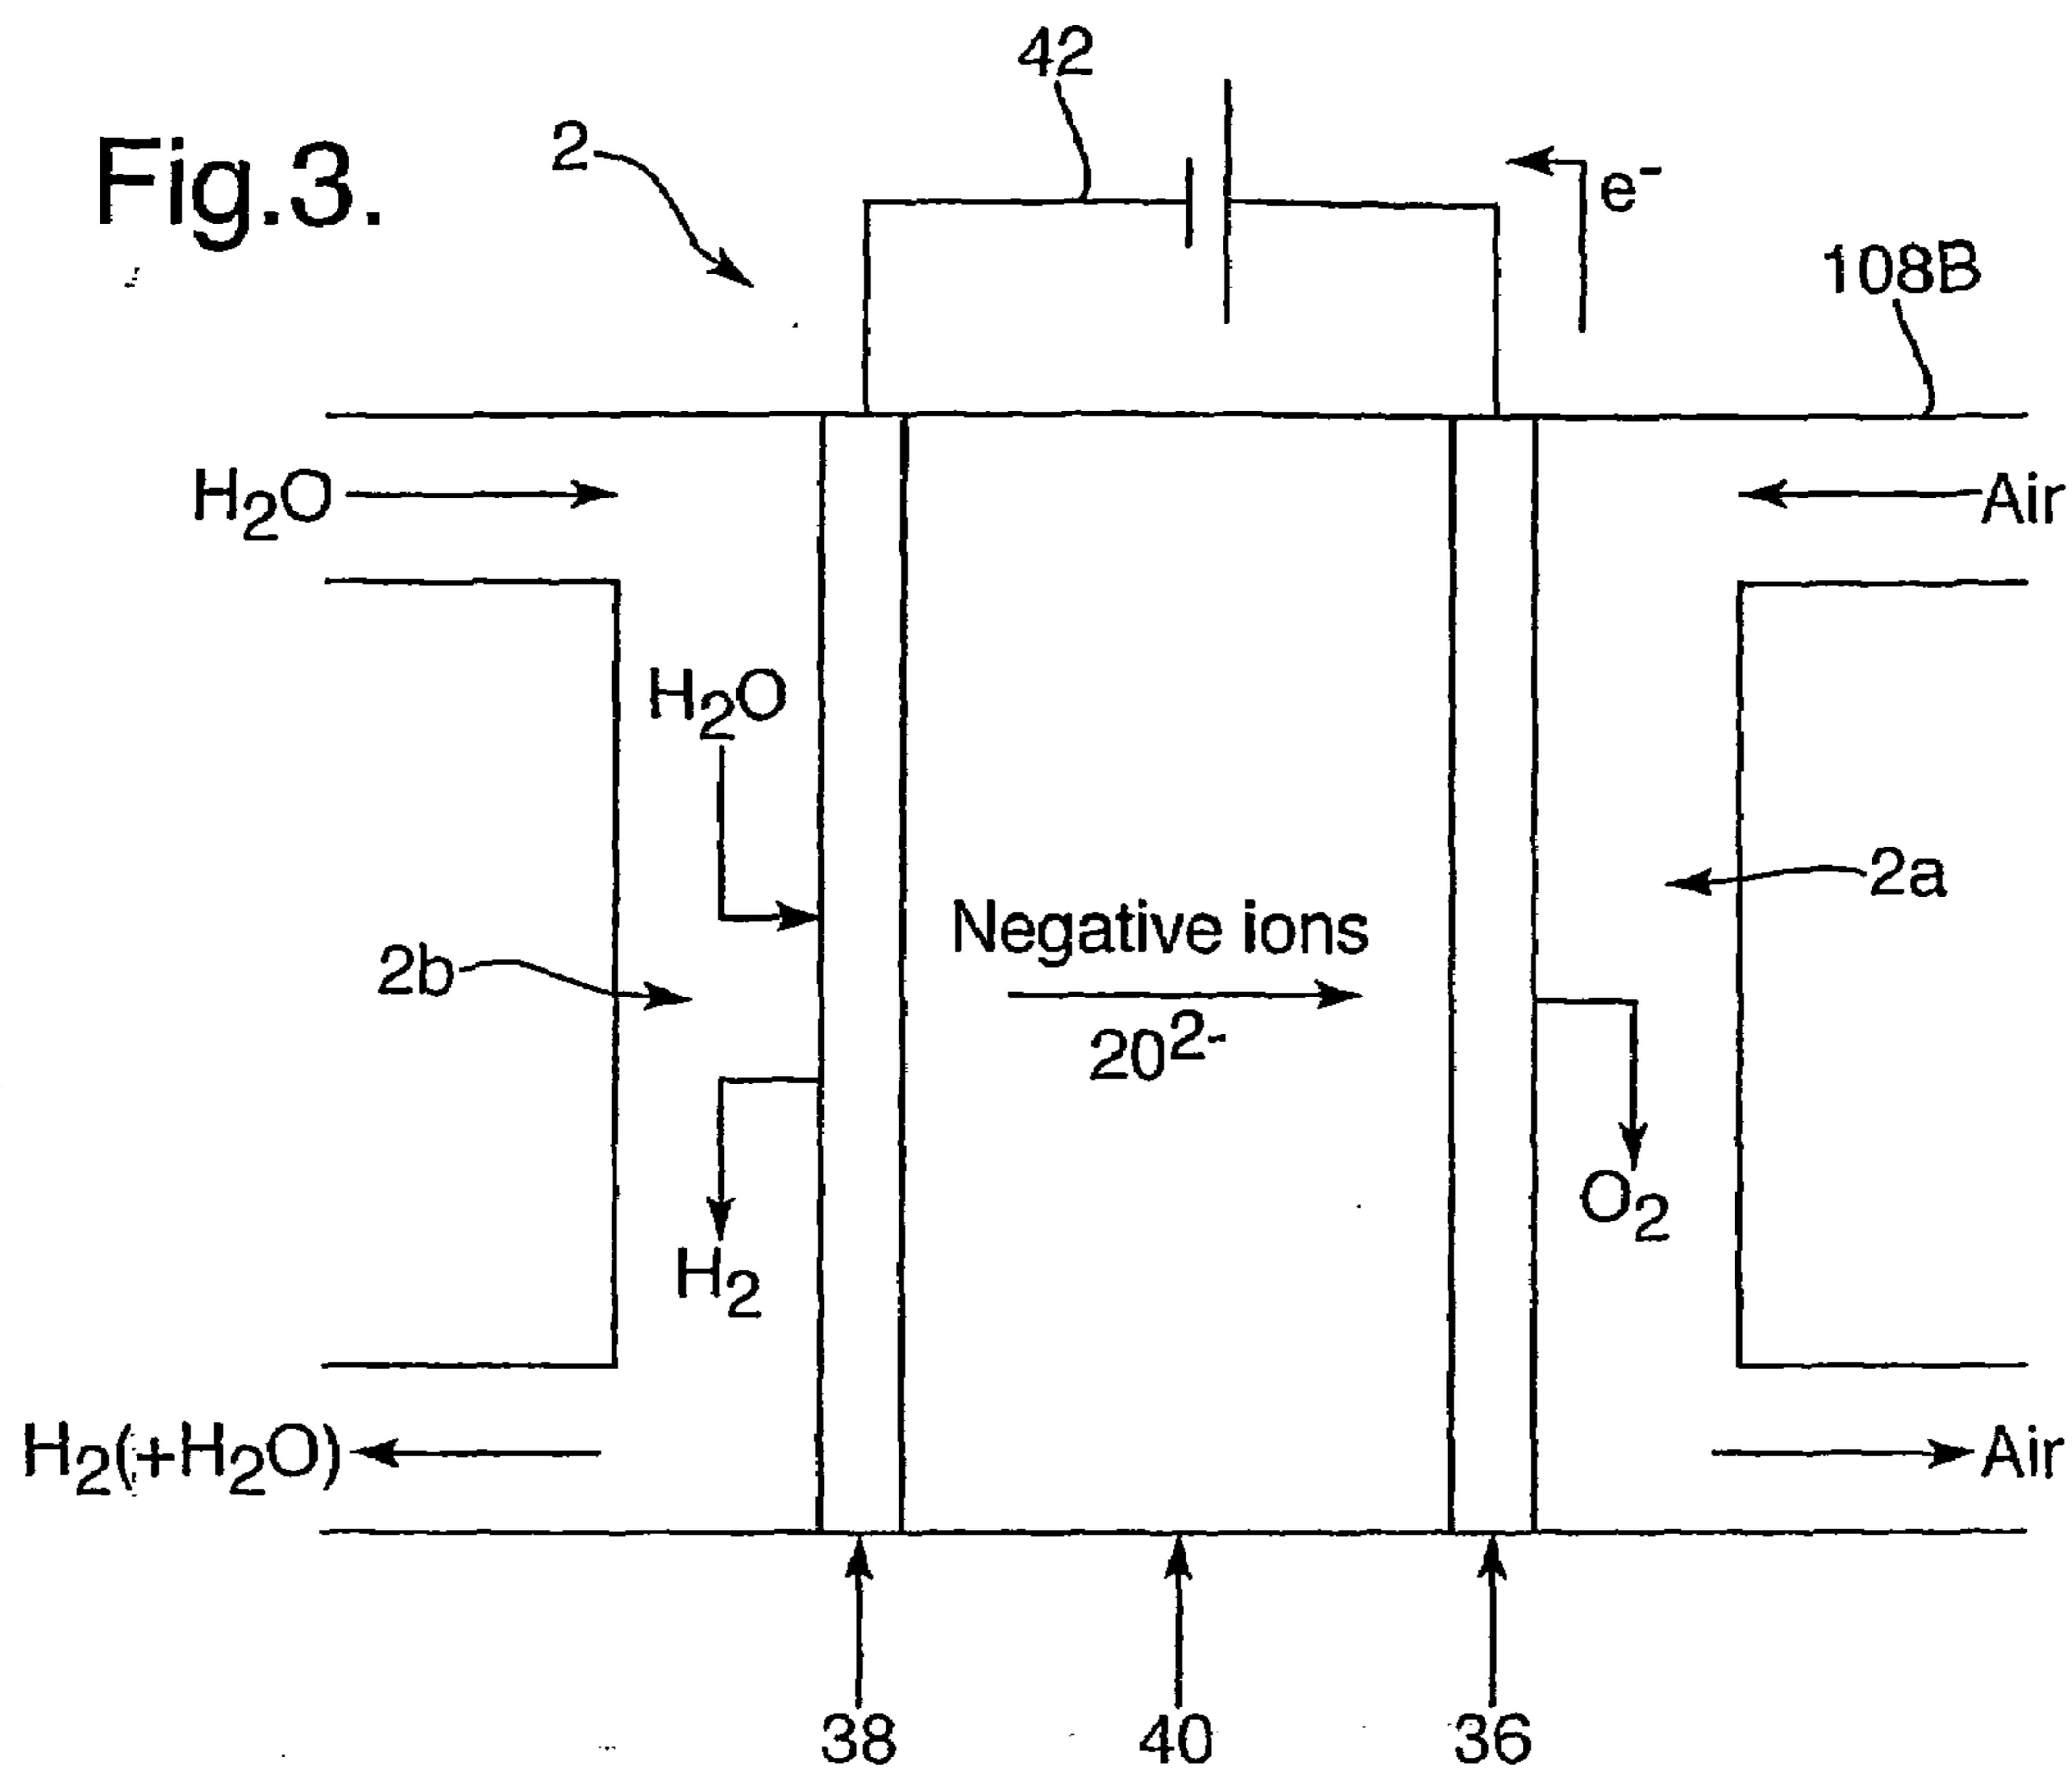 Fig.3.
42
2
e-
108B
H2O
Air
H2O
2a
Negative ions
2b
20²-
O2
H2
H2(+H2O)
Air
38
40
36